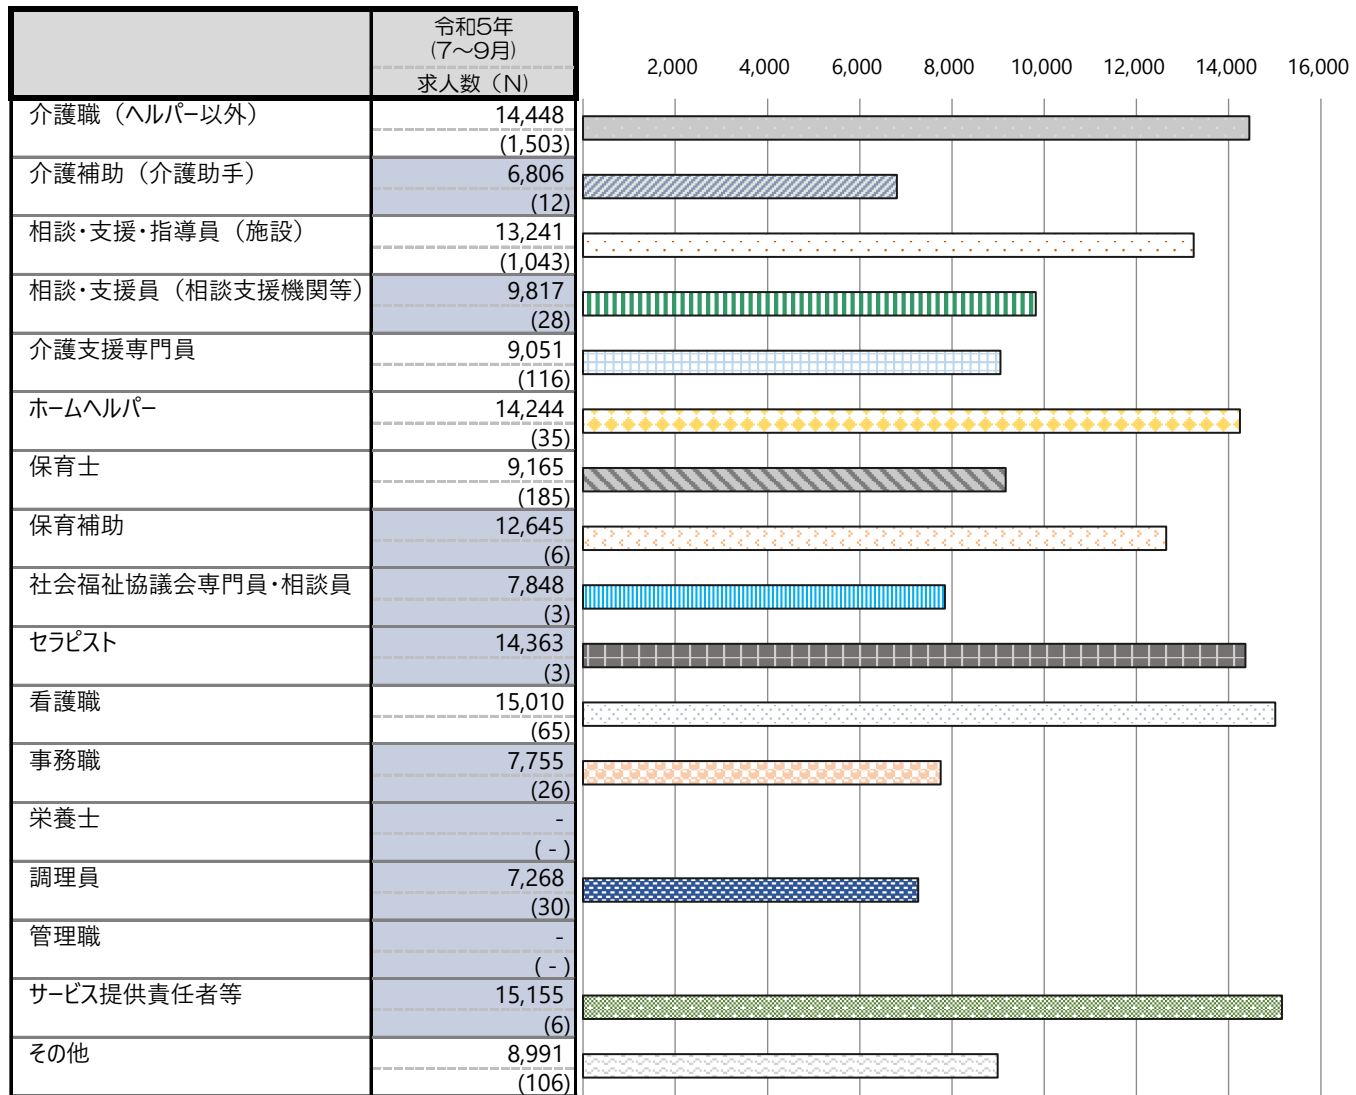 令和5年
(7～9月)
求人数（N）
2,000 4,000 6,000 8,000 10,000 12,000 14,000 16,000
介護職（ヘルパー以外） 14,448
(1,503)
介護補助（介護助手） 6,806
(12)
相談・支援・指導員（施設） 13,241
(1,043)
相談・支援員（相談支援機関等） 9,817
(28)
介護支援専門員 9,051
(116)
ホームヘルパー 14,244
(35)
保育士 9,165
(185)
保育補助 12,645
(6)
社会福祉協議会専門員・相談員 7,848
(3)
セラピスト 14,363
(3)
看護職 15,010
(65)
事務職 7,755
(26)
栄養士 -
( - )
調理員 7,268
(30)
管理職 -
( - )
サービス提供責任者等 15,155
(6)
その他 8,991
(106)